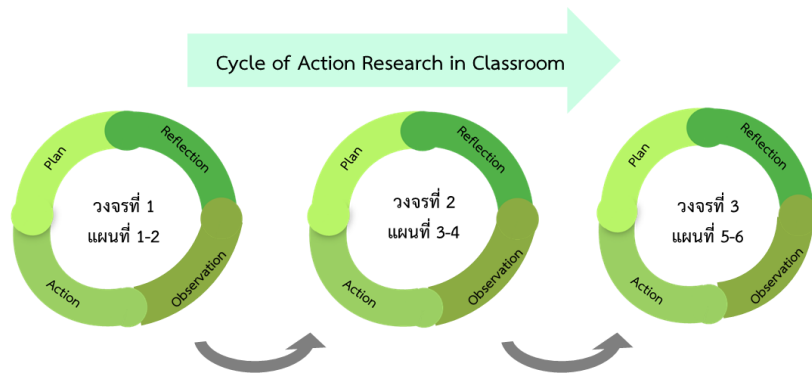 Cycle of Action Research in Classroom
Plan
Reflection
วงจรที่ 1
แผนที่ 1-2
Action
Observation
Plan
Reflection
วงจรที่ 2
แผนที่ 3-4
Action
Observation
Plan
Reflection
วงจรที่ 3
แผนที่ 5-6
Action
Observation